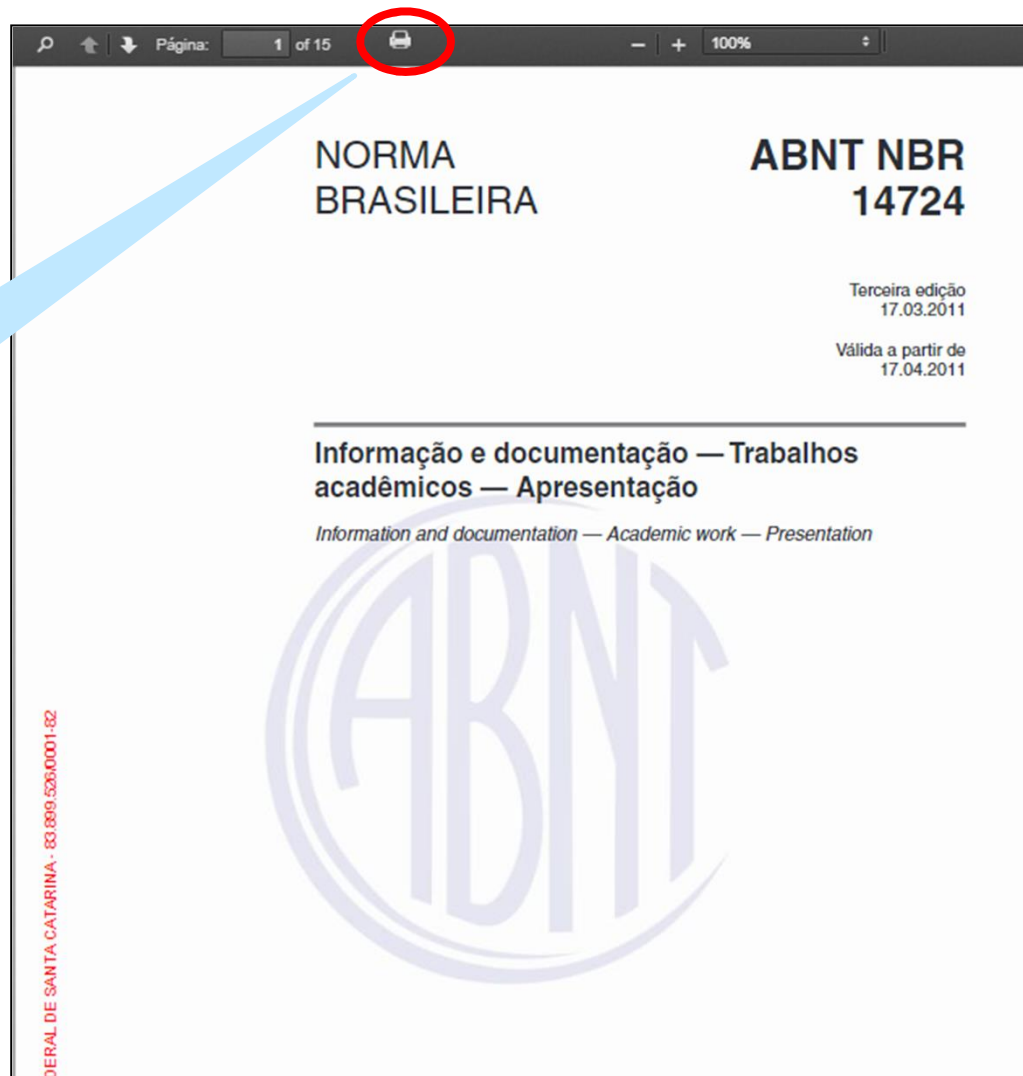 Página: 1 of 15
100%
NORMA
BRASILEIRA
ABNT NBR
14724
Terceira edição
17.03.2011
Válida a partir de
17.04.2011
Informação e documentação — Trabalhos
acadêmicos — Apresentação
Information and documentation — Academic work — Presentation
ABNT
DERAL DE SANTA CATARINA - 83.899.526/0001-82